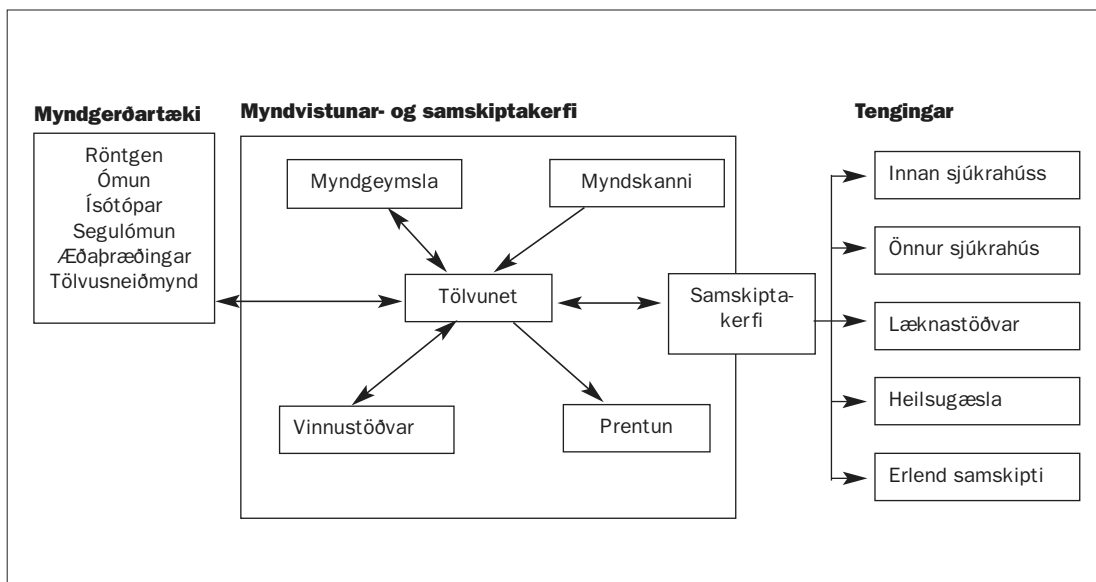 Myndgerðartæki
Röntgen
Ómun
Ísótópar
Segulómun
Æðaþræðingar
Tölvusneiðmynd
Myndvistunar- og samskiptakerfi
Myndgeymsla
Myndskanni
Tölvunet
Samskipta-
kerfi
Vinnustöðvar
Prentun
Tengingar
Innan sjúkrahúss
Önnur sjúkrahús
Læknastöðvar
Heilsugæsla
Erlend samskipti